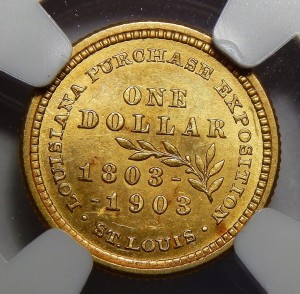 LOUISIANA PURCHASE EXPOSITION
ONE
DOLLAR
1803-
-1903
· ST. LOUIS ·